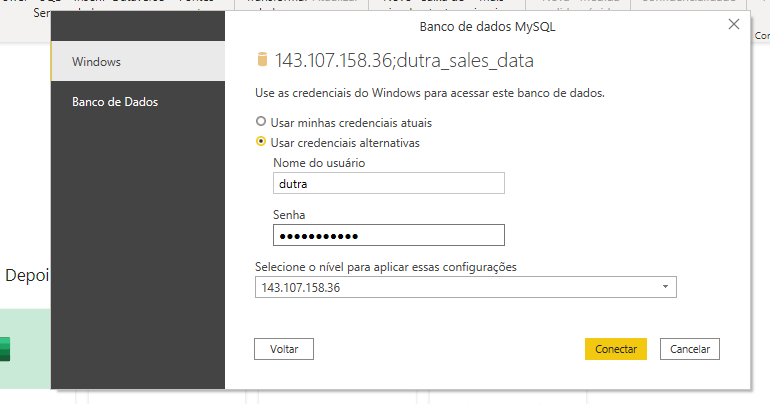 Banco de dados MySQL
Windows
Banco de Dados
143.107.158.36;dutra_sales_data
Use as credenciais do Windows para acessar este banco de dados.
Usar minhas credenciais atuais
Usar credenciais alternativas
Nome do usuário
dutra
Senha
●●●●●●●●●●●
Selecione o nível para aplicar essas configurações
143.107.158.36
Voltar
Conectar
Cancelar
Depoi